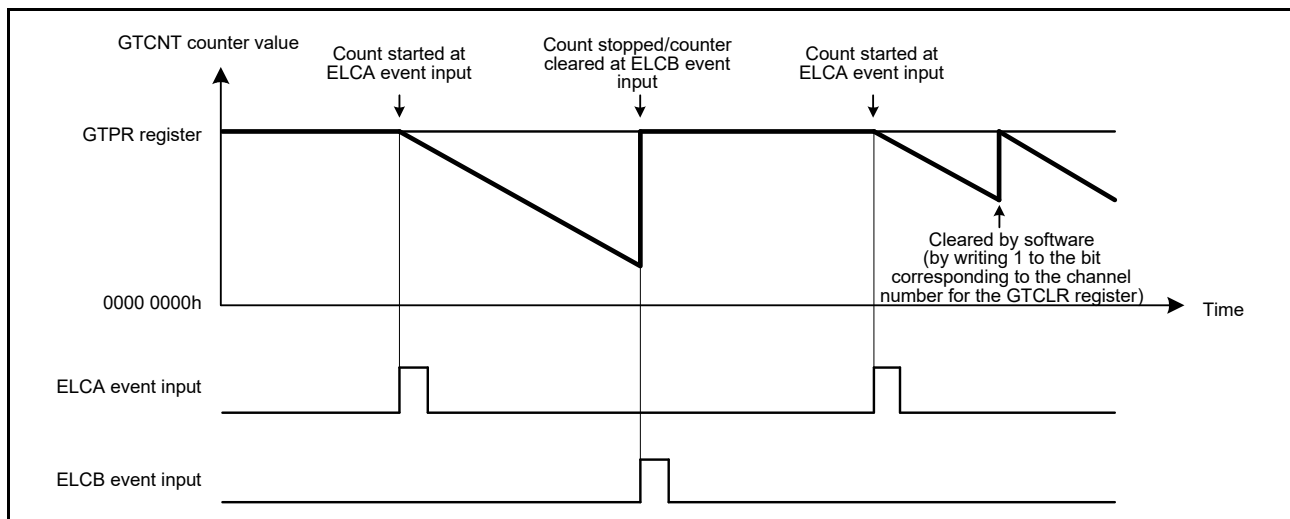 GTCNT counter value
Count started at
ELCA event input
Count stopped/counter
cleared at ELCB event
input
Count started at
ELCA event input
GTPR register
Cleared by software
(by writing 1 to the bit
corresponding to the channel
number for the GTCLR register)
0000 0000h
Time
ELCA event input
ELCB event input